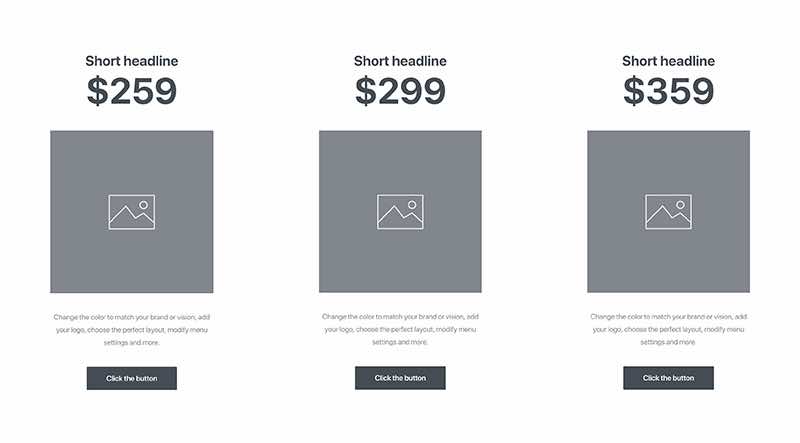 Short headline
$259
Change the color to match your brand or vision, add
your logo, choose the perfect layout, modify menu
settings and more.
Click the button
Short headline
$299
Change the color to match your brand or vision, add
your logo, choose the perfect layout, modify menu
settings and more.
Click the button
Short headline
$359
Change the color to match your brand or vision, add
your logo, choose the perfect layout, modify menu
settings and more.
Click the button